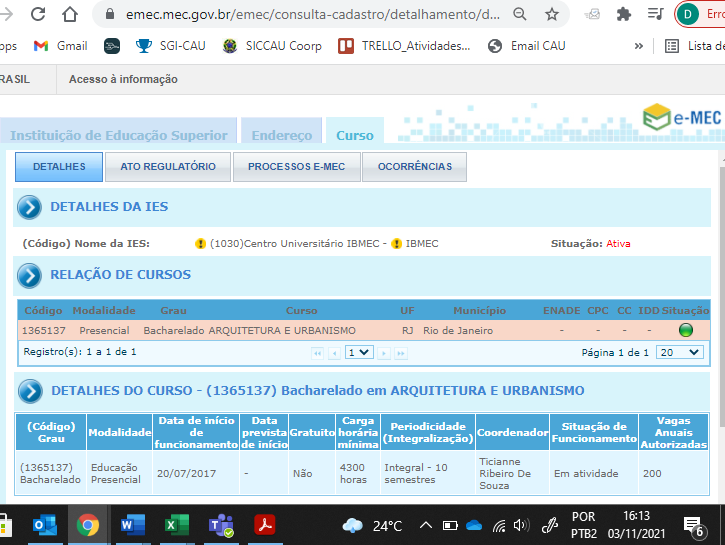 emec.mec.gov.br/emec/consulta-cadastro/detalhamento/d...
D Erro
pps Gmail SGI-CAU SICCAU Coorp TRELLO_Atividades... Email CAU » Lista de
RASIL Acesso à informação
e-MEC
Instituição de Educação Superior Endereço Curso
DETALHES ATO REGULATÓRIO PROCESSOS E-MEC OCORRÊNCIAS
DETALHES DA IES
(Código) Nome da IES: (1030)Centro Universitário IBMEC - IBMEC Situação: Ativa
RELAÇÃO DE CURSOS
Código Modalidade Grau Curso UF Município ENADE CPC CC IDD Situação
1365137 Presencial Bacharelado ARQUITETURA E URBANISMO RJ Rio de Janeiro - - - -
Registro(s): 1 a 1 de 1 1 Página 1 de 1 20
DETALHES DO CURSO - (1365137) Bacharelado em ARQUITETURA E URBANISMO
(Código) Grau Modalidade Data de início de funcionamento Data prevista de início Gratuito Carga horária mínima Periodicidade (Integralização) Coordenador Situação de Funcionamento Vagas Anuais Autorizadas
(1365137) Bacharelado Educação Presencial 20/07/2017 - Não 4300 horas Integral - 10 semestres Ticianne Ribeiro De Souza Em atividade 200
24°C POR 16:13
PTB2 03/11/2021 6